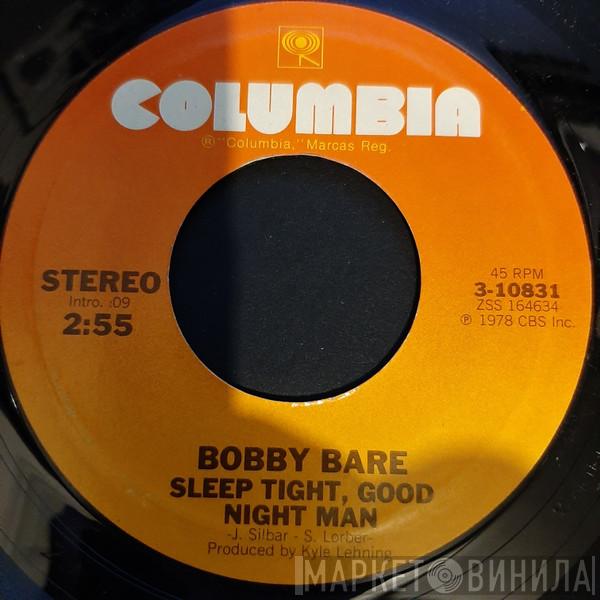 COLUMBIA
®"Columbia," Marcas Reg.
STEREO
Intro. :09
2:55
45 RPM
3-10831
ZSS 164634
℗ 1978 CBS Inc.
BOBBY BARE
SLEEP TIGHT, GOOD
NIGHT MAN
-J. Silbar - S. Lorber-
Produced by Kyle Lehning
МАРКЕТ ВИНИЛА